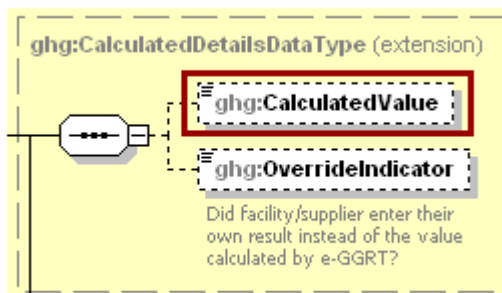 ghg:CalculatedDetailsDataType (extension)
ghg:CalculatedValue
ghg:OverrideIndicator
Did facility/supplier enter their
own result instead of the value
calculated by e-GGRT?